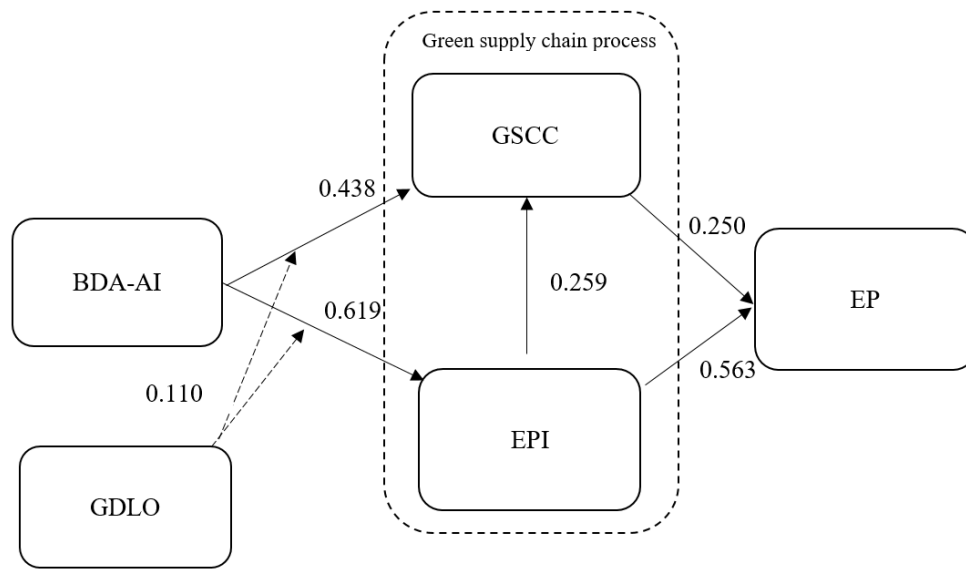 Green supply chain process
GSCC
0.438
0.250
BDA-AI
EP
0.259
0.619
0.563
0.110
EPI
GDLO